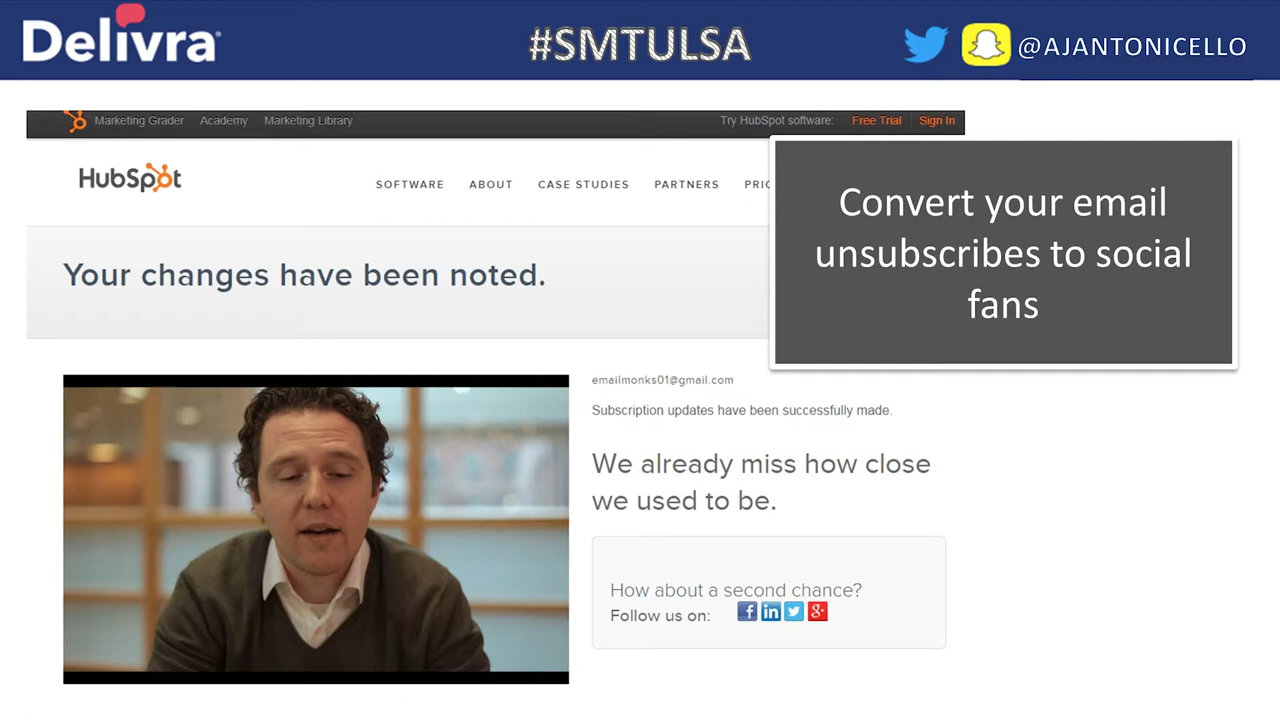 Delivra
#SMTULSA
@AJANTONICELLO
Marketing Grader Academy Marketing Library Try HubSpot software: Free Trial Sign In
HubSpot
SOFTWARE ABOUT CASE STUDIES PARTNERS PRIC
Convert your email
unsubscribes to social
fans
Your changes have been noted.
emailmonks01@gmail.com
Subscription updates have been successfully made.
We already miss how close
we used to be.
How about a second chance?
Follow us on: f in g+